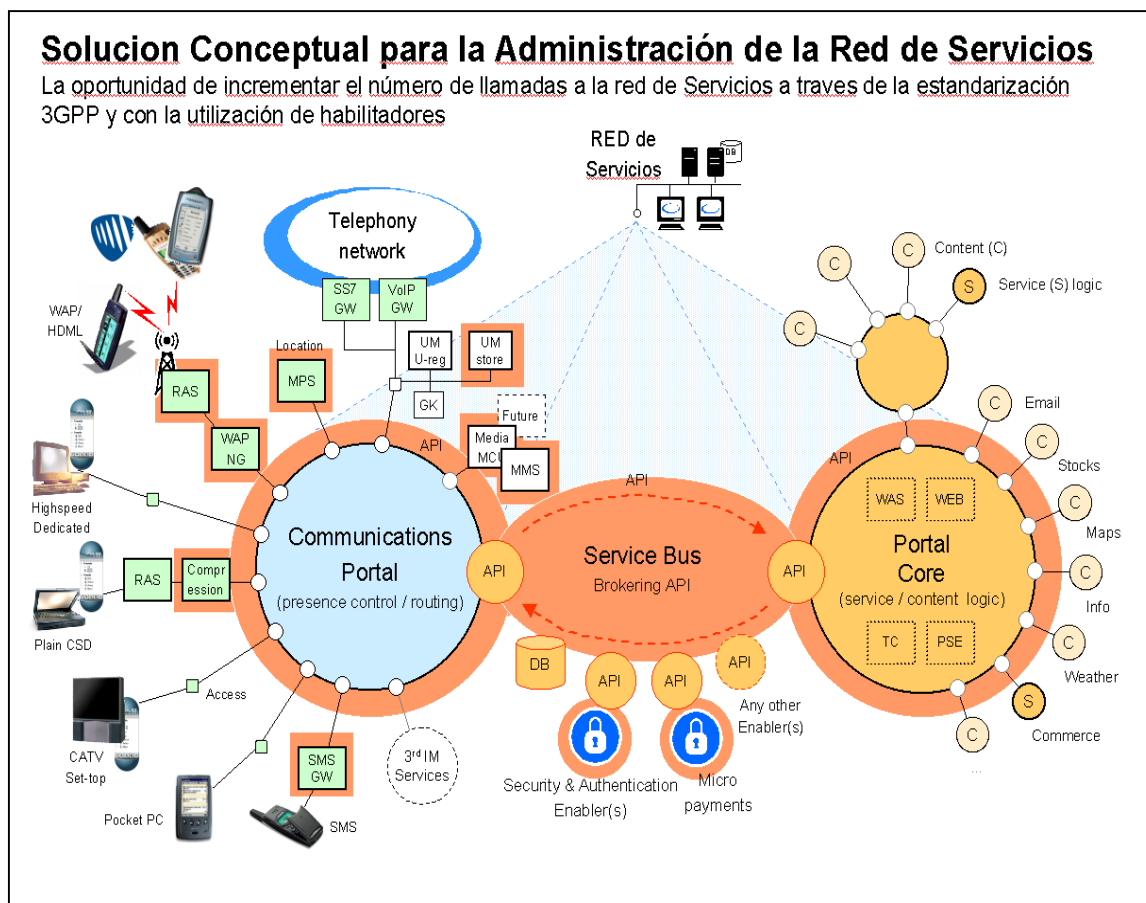 Solucion Conceptual para la Administración de la Red de Servicios
La oportunidad de incrementar el número de llamadas a la red de Servicios a traves de la estandarización
3GPP y con la utilización de habilitadores
RED de
Servicios
DB
Telephony
network
SS7
GW
VoIP
GW
WAP/
HDML
Location
MPS
UM
U-reg
UM
store
GK
Future
Media
MCU
MMS
RAS
WAP
NG
Highspeed
Dedicated
RAS
Compr
ession
Plain CSD
Access
CATV
Set-top
Pocket PC
SMS
GW
SMS
3rd IM
Services
API
Communications
Portal
(presence control / routing)
API
API
Service Bus
Brokering API
API
DB
API
API
API
Any other
Enabler(s)
Security & Authentication
Enabler(s)
Micro
payments
API
WAS
WEB
Portal
Core
(service / content logic)
TC
PSE
C
C
C
Content (C)
S
Service (S) logic
C
Email
C
Stocks
C
Maps
C
Info
C
Weather
S
Commerce
C
...